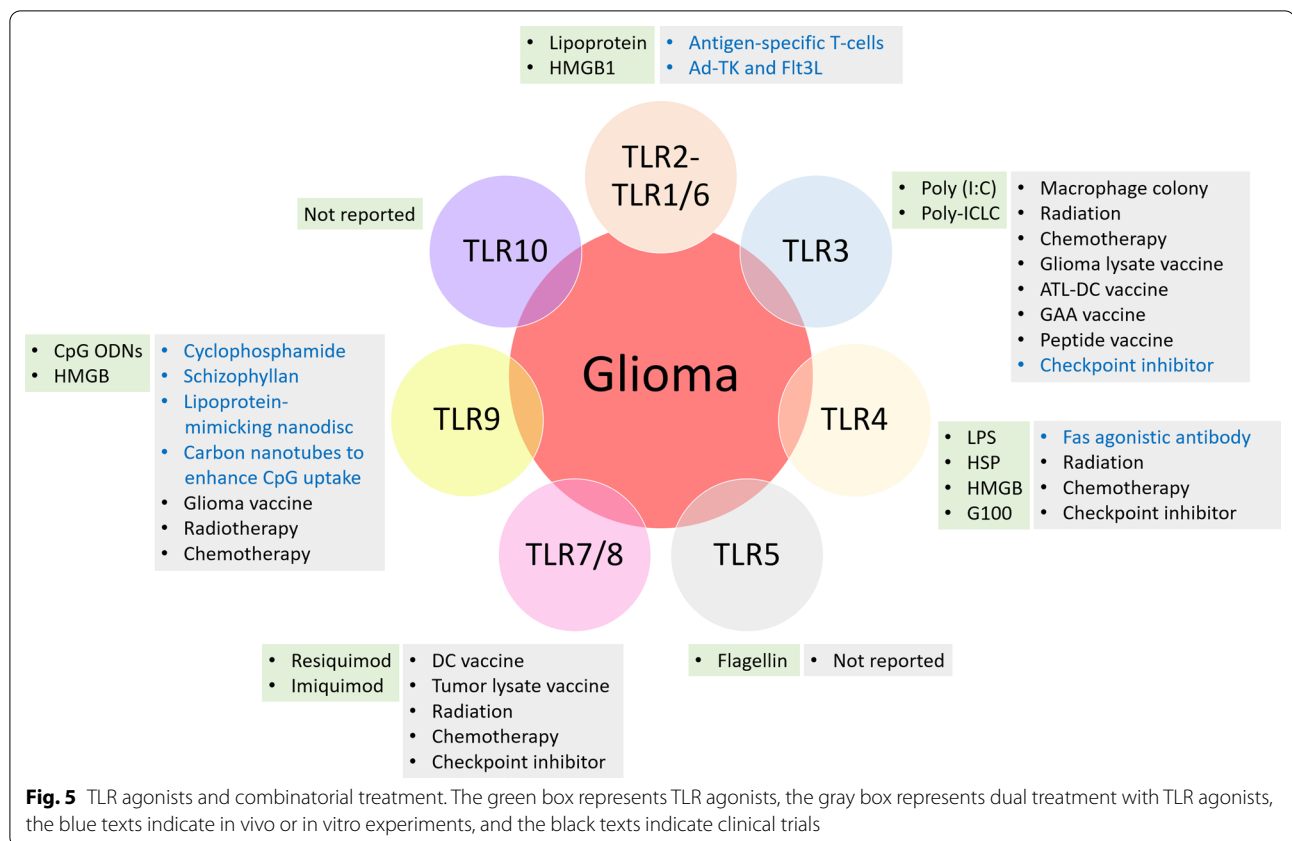 • Lipoprotein
• HMGB1
• Antigen-specific T-cells
• Ad-TK and Flt3L
TLR2-
TLR1/6
• Poly (I:C)
• Poly-ICLC
• Macrophage colony
• Radiation
• Chemotherapy
• Glioma lysate vaccine
• ATL-DC vaccine
• GAA vaccine
• Peptide vaccine
• Checkpoint inhibitor
TLR3
Not reported
TLR10
Glioma
• CpG ODNs
• HMGB
• Cyclophosphamide
• Schizophyllan
• Lipoprotein-
mimicking nanodisc
• Carbon nanotubes to
enhance CpG uptake
• Glioma vaccine
• Radiotherapy
• Chemotherapy
TLR9
TLR4
• LPS
• HSP
• HMGB
• G100
• Fas agonistic antibody
• Radiation
• Chemotherapy
• Checkpoint inhibitor
TLR7/8
TLR5
• Resiquimod
• Imiquimod
• DC vaccine
• Tumor lysate vaccine
• Radiation
• Chemotherapy
• Checkpoint inhibitor
• Flagellin
• Not reported
Fig. 5 TLR agonists and combinatorial treatment. The green box represents TLR agonists, the gray box represents dual treatment with TLR agonists,
the blue texts indicate in vivo or in vitro experiments, and the black texts indicate clinical trials